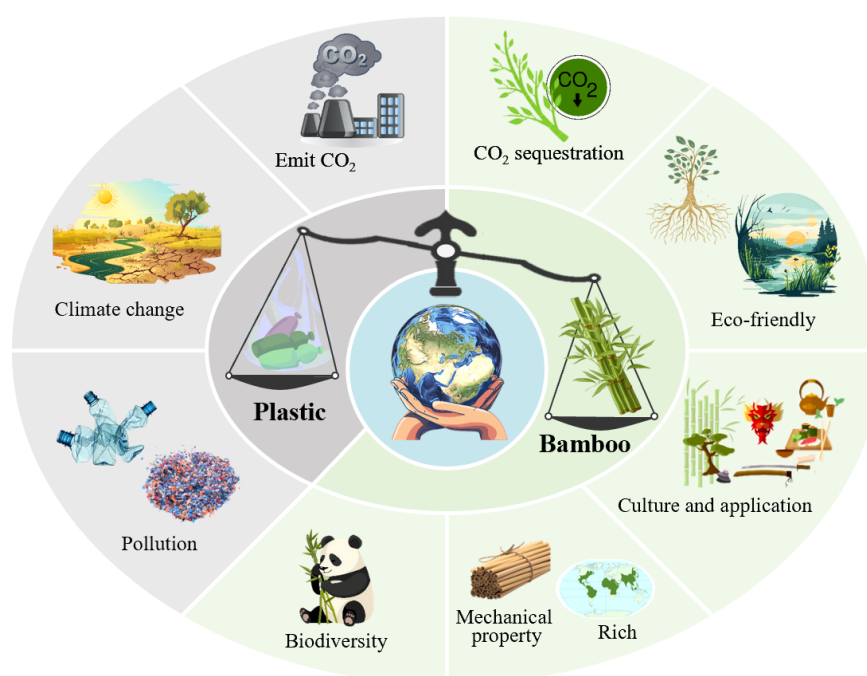 CO₂
Emit CO₂
CO₂
CO₂ sequestration
Climate change
Eco-friendly
Plastic
Bamboo
Culture and application
Pollution
Biodiversity
Mechanical
property
Rich